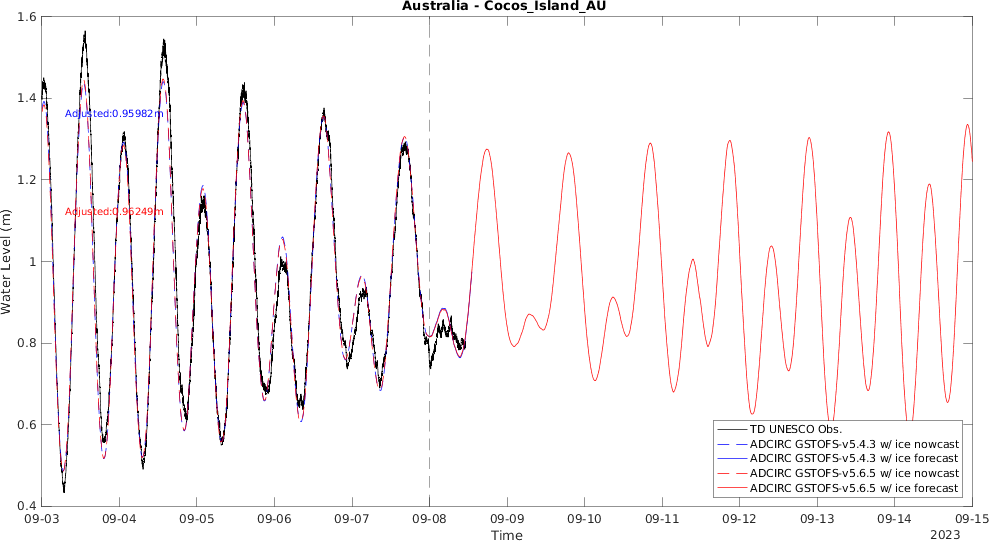 Australia - Cocos_Island_AU
Water Level (m)
1.6
1.4
1.2
1
0.8
0.6
0.4
Adjusted:0.95982m
Adjusted:0.95249m
TD UNESCO Obs.
ADCIRC GSTOFS-v5.4.3 w/ ice nowcast
ADCIRC GSTOFS-v5.4.3 w/ ice forecast
ADCIRC GSTOFS-v5.6.5 w/ ice nowcast
ADCIRC GSTOFS-v5.6.5 w/ ice forecast
09-03 09-04 09-05 09-06 09-07 09-08 09-09 09-10 09-11 09-12 09-13 09-14 09-15
Time
2023